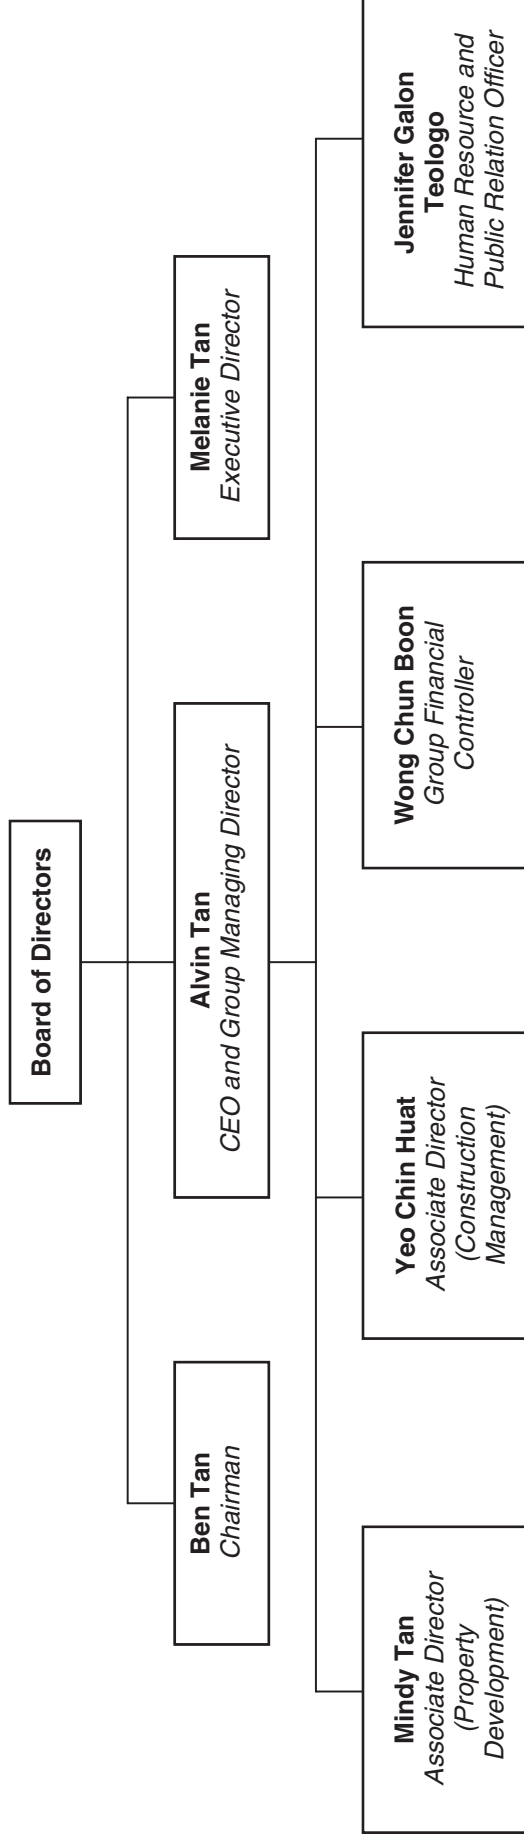 Board of Directors
Ben Tan
Chairman
Alvin Tan
CEO and Group Managing Director
Melanie Tan
Executive Director
Mindy Tan
Associate Director
(Property
Development)
Yeo Chin Huat
Associate Director
(Construction
Management)
Wong Chun Boon
Group Financial
Controller
Jennifer Galon
Teologo
Human Resource and
Public Relation Officer